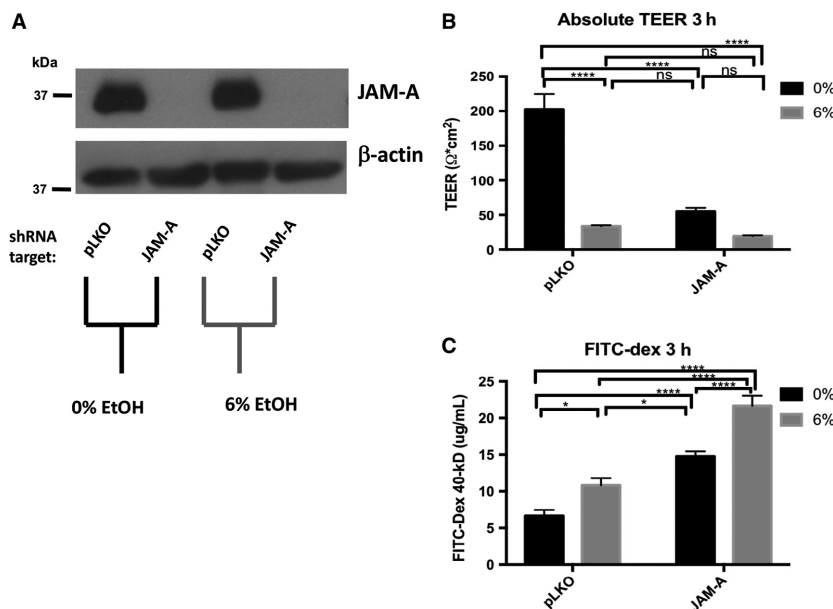 A
kDa
37
JAM-A
β-actin
37
shRNA
target:
pLKO
JAM-A
pLKO
JAM-A
0% EtOH
6% EtOH
B
Absolute TEER 3 h
****
ns
****
****
ns
ns
250
200
150
100
50
0
TEER (Ω*cm²)
pLKO
JAM-A
0%
6%
C
FITC-dex 3 h
****
****
****
****
*
*
25
20
15
10
5
0
FITC-Dex 40-kD (ug/mL)
pLKO
JAM-A
0%
6%